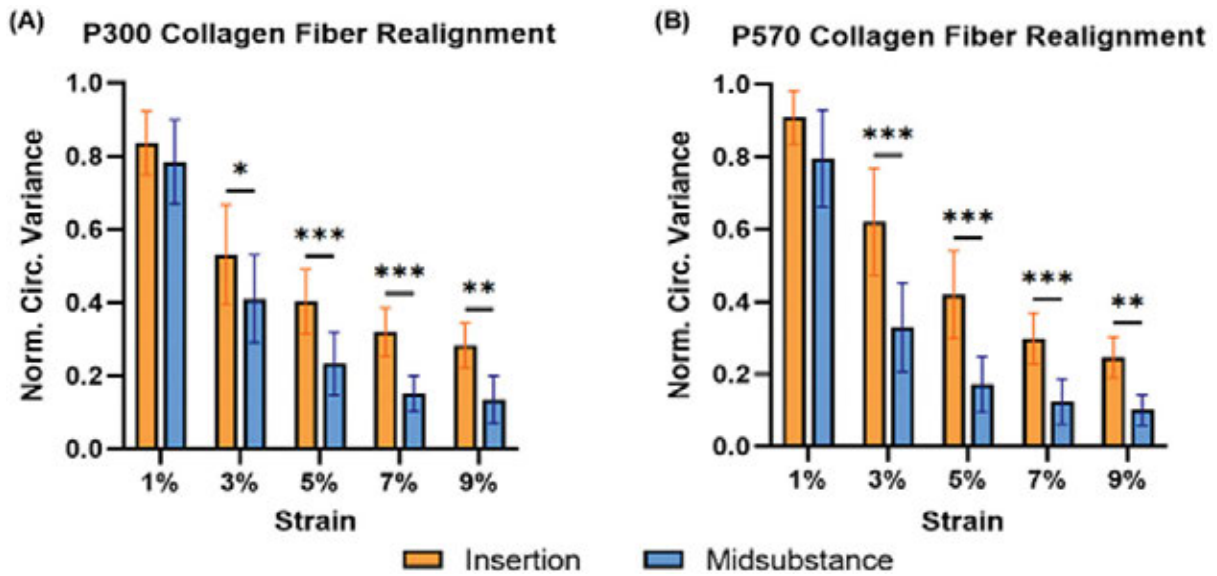 (A) P300 Collagen Fiber Realignment
Norm. Circ. Variance
1.0
0.8
0.6
0.4
0.2
0.0
*
***
***
**
1% 3% 5% 7% 9%
Strain
(B) P570 Collagen Fiber Realignment
Norm. Circ. Variance
1.0
0.8
0.6
0.4
0.2
0.0
***
***
***
**
1% 3% 5% 7% 9%
Strain
Insertion Midsubstance